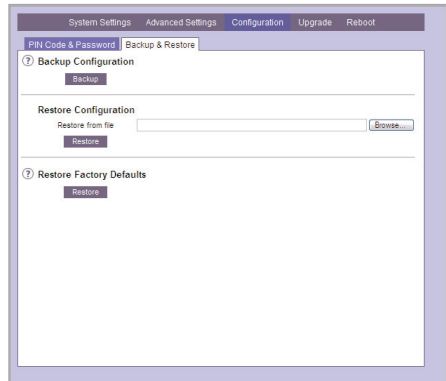 System Settings Advanced Settings Configuration Upgrade Reboot
PIN Code & Password Backup & Restore
? Backup Configuration
Backup
Restore Configuration
Restore from file Browse...
Restore
? Restore Factory Defaults
Restore